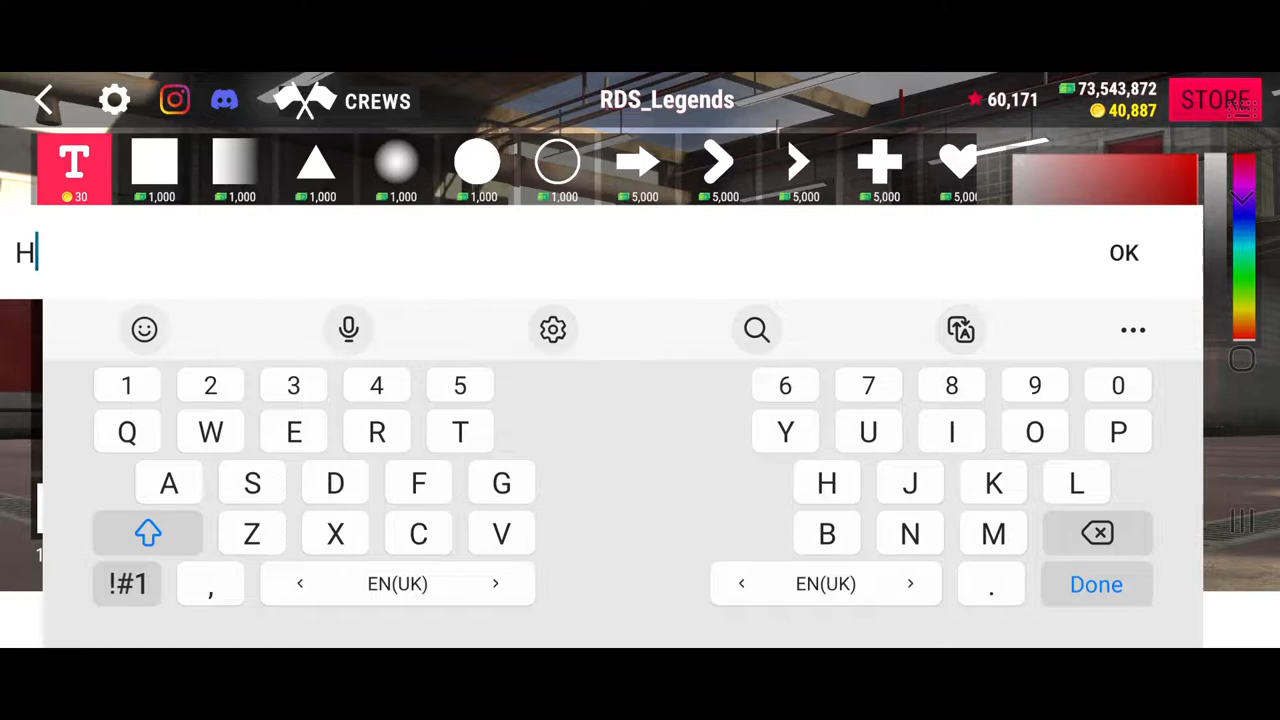 CREWS RDS_Legends 60,171 73,543,872 40,887 STORE
T
30 1,000 1,000 1,000 1,000 1,000 1,000 5,000 5,000 5,000 5,000 5,000
H OK
1 2 3 4 5 6 7 8 9 0
Q W E R T Y U I O P
A S D F G H J K L
Z X C V B N M
!#1 , < EN(UK) > < EN(UK) > . Done